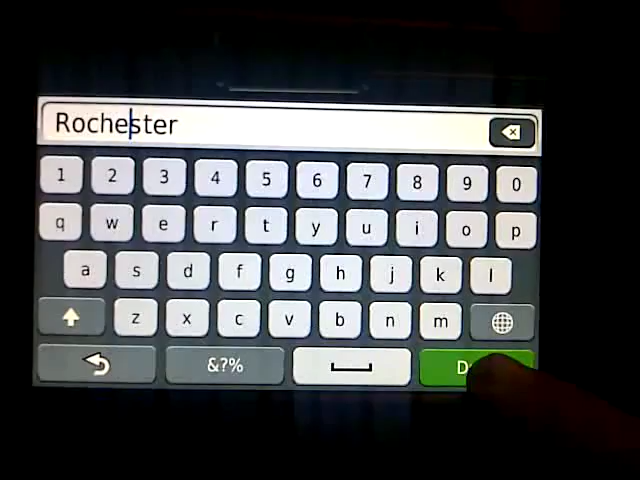 Rochester
1 2 3 4 5 6 7 8 9 0
q w e r t y u i o p
a s d f g h j k l
z x c v b n m
&?%